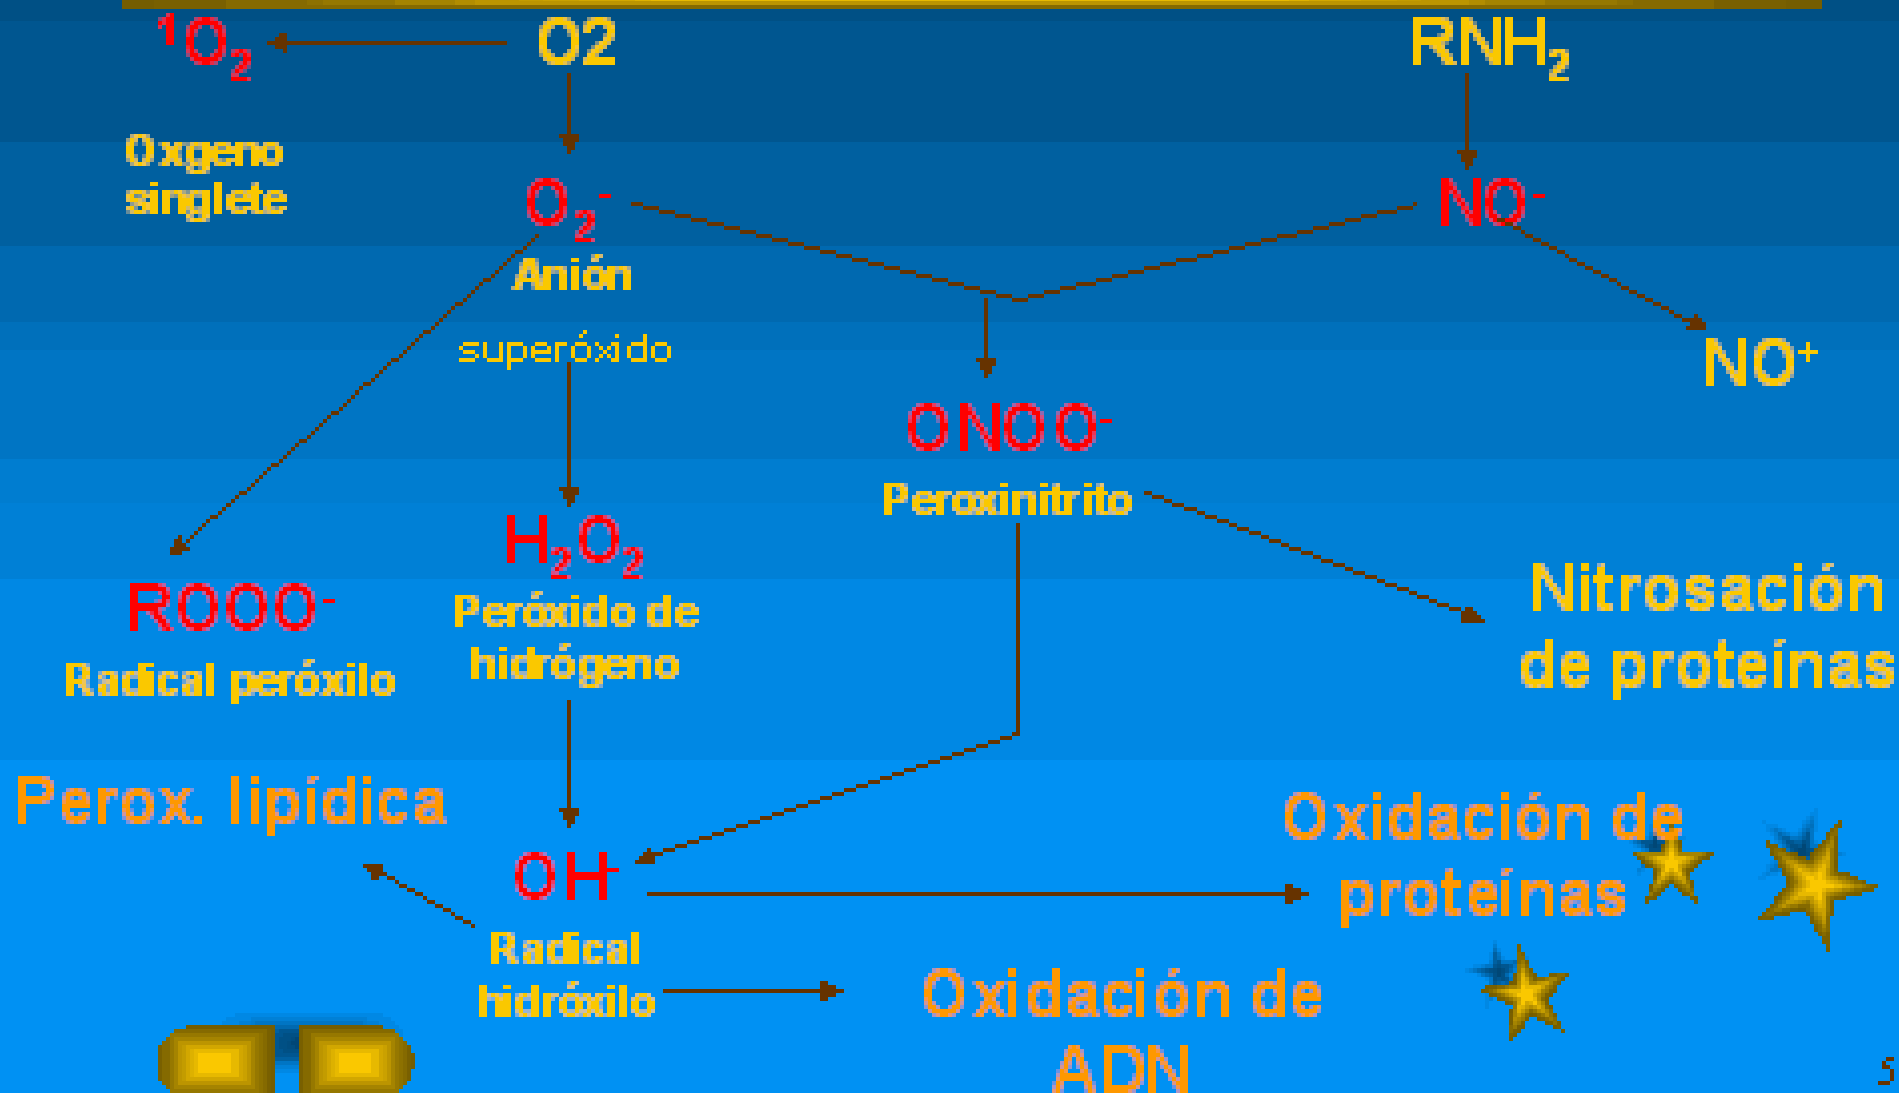 ¹O₂
O2
RNH₂
Oxgeno
singlete
O₂⁻
NO⁻
Anión
superóxido
NO⁺
ONOO⁻
Peroxinitrito
H₂O₂
ROOO⁻
Peróxido de
hidrógeno
Radical peróxilo
Nitrosación
de proteínas
Perox. lipídica
OH⁻
Oxidación de
proteínas
Radical
hidróxilo
Oxidación de
ADN
5